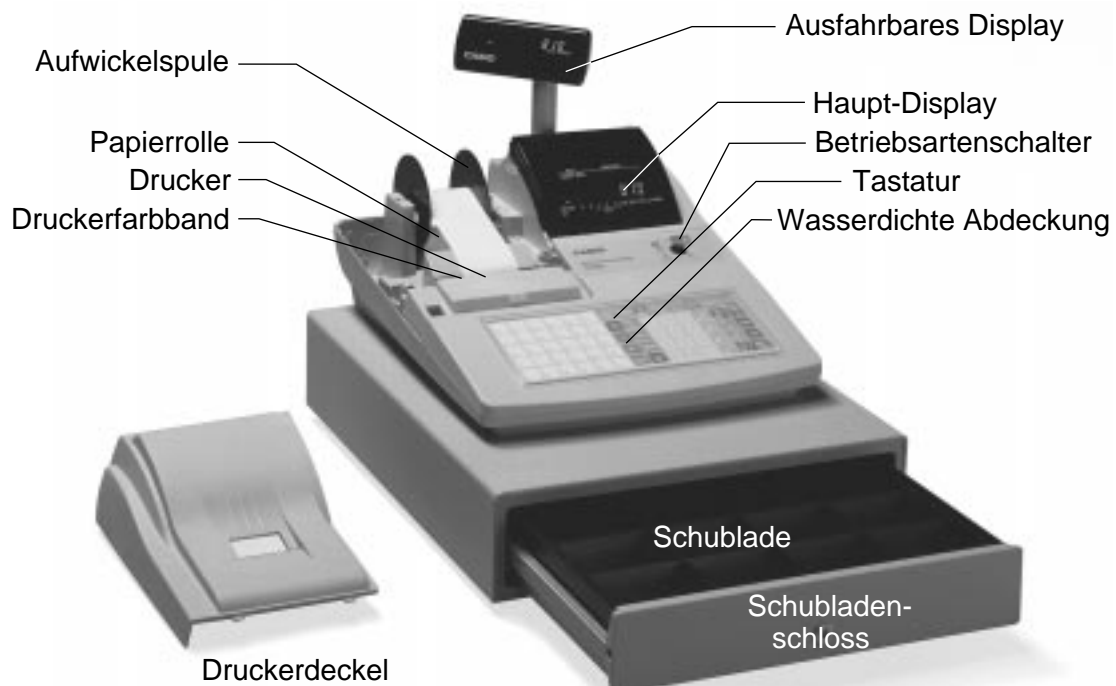 Ausfahrbares Display
Aufwickelspule
Haupt-Display
Papierrolle
Betriebsartenschalter
Drucker
Tastatur
Druckerfarbband
Wasserdichte Abdeckung
Schublade
Schubladen-
schloss
Druckerdeckel